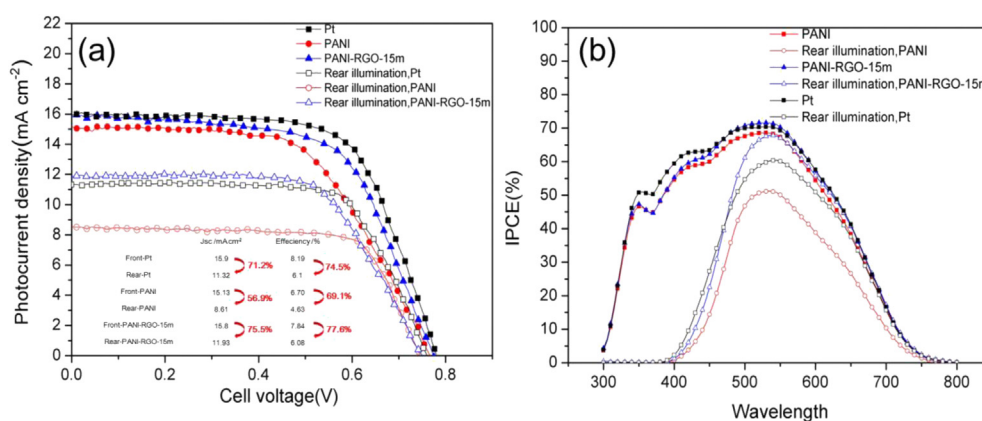 (a)
Pt
PANI
PANI-RGO-15m
Rear illumination,Pt
Rear illumination,PANI
Rear illumination,PANI-RGO-15m
Photocurrent density(mA cm-2)
22
20
18
16
14
12
10
8
6
4
2
0
Jsc /mA.cm2 Effeciency /%
Front-Pt 15.9 8.19
71.2% 74.5%
Rear-Pt 11.32 6.1
Front-PANI 15.13 6.70
56.9% 69.1%
Rear-PANI 8.61 4.63
Front-PANI-RGO-15m 15.8 7.84
75.5% 77.6%
Rear-PANI-RGO-15m 11.93 6.08
0.0 0.2 0.4 0.6 0.8
Cell voltage(V)
(b)
PANI
Rear illumination,PANI
PANI-RGO-15m
Rear illumination,PANI-RGO-15m
Pt
Rear illumination,Pt
IPCE(%)
100
90
80
70
60
50
40
30
20
10
0
300 400 500 600 700 800
Wavelength